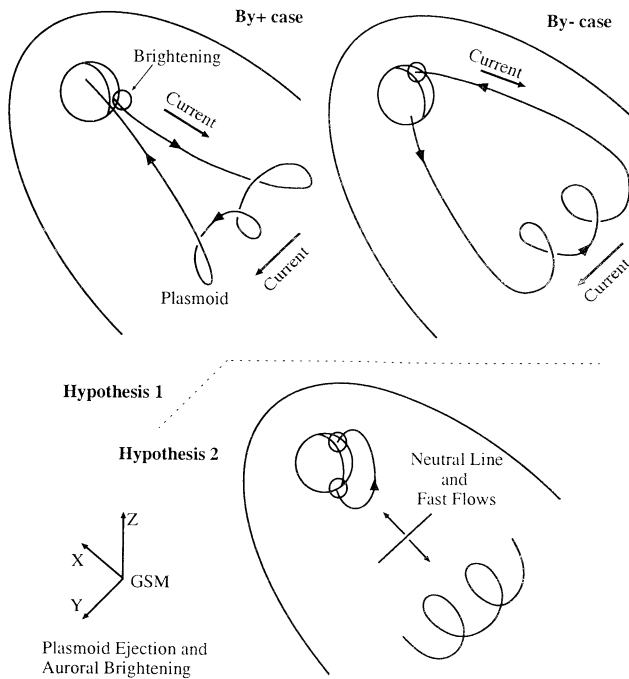 By+ case
By- case
Brightening
Current
Current
Current
Current
Plasmoid
Hypothesis 1
Hypothesis 2
Neutral Line
and
Fast Flows
Z
X
GSM
Y
Plasmoid Ejection and
Auroral Brightening